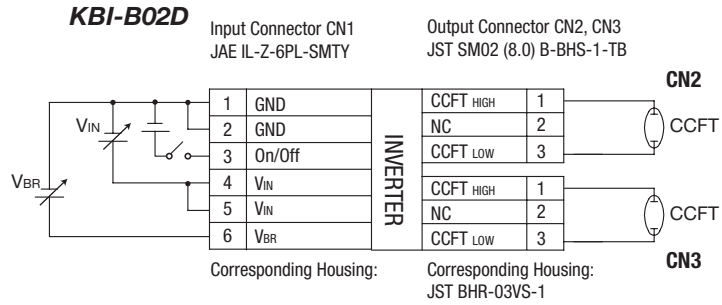 KBI-B02D
Input Connector CN1
JAE IL-Z-6PL-SMTY
Output Connector CN2, CN3
JST SM02 (8.0) B-BHS-1-TB
CN2
1 GND
2 GND
3 On/Off
4 VIN
5 VIN
6 VBR
VIN
VBR
INVERTER
CCFT HIGH 1
NC 2
CCFT LOW 3
CCFT
CCFT HIGH 1
NC 2
CCFT LOW 3
CCFT
CN3
Corresponding Housing:
Corresponding Housing:
JST BHR-03VS-1